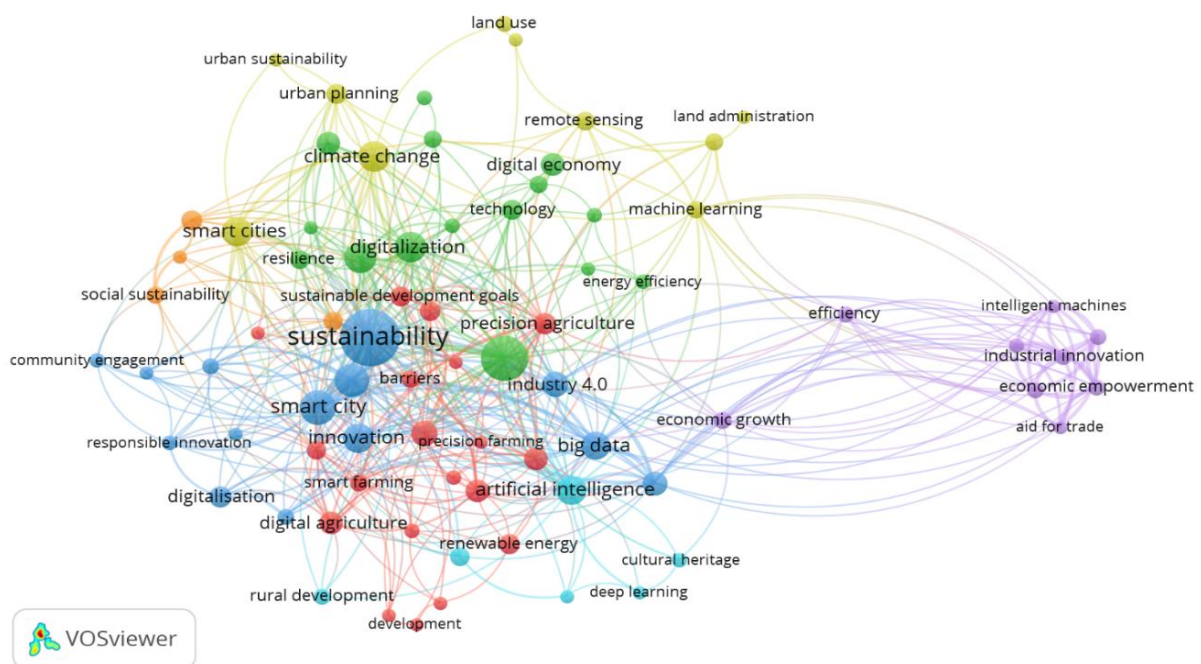 land use
urban sustainability
urban planning
remote sensing
land administration
climate change
digital economy
technology
machine learning
smart cities
digitalization
resilience
energy efficiency
social sustainability
sustainable development goals
precision agriculture
efficiency
intelligent machines
sustainability
community engagement
barriers
industry 4.0
industrial innovation
economic empowerment
smart city
economic growth
aid for trade
responsible innovation
innovation
precision farming
big data
smart farming
artificial intelligence
digitalisation
digital agriculture
renewable energy
cultural heritage
rural development
deep learning
development
VOSviewer